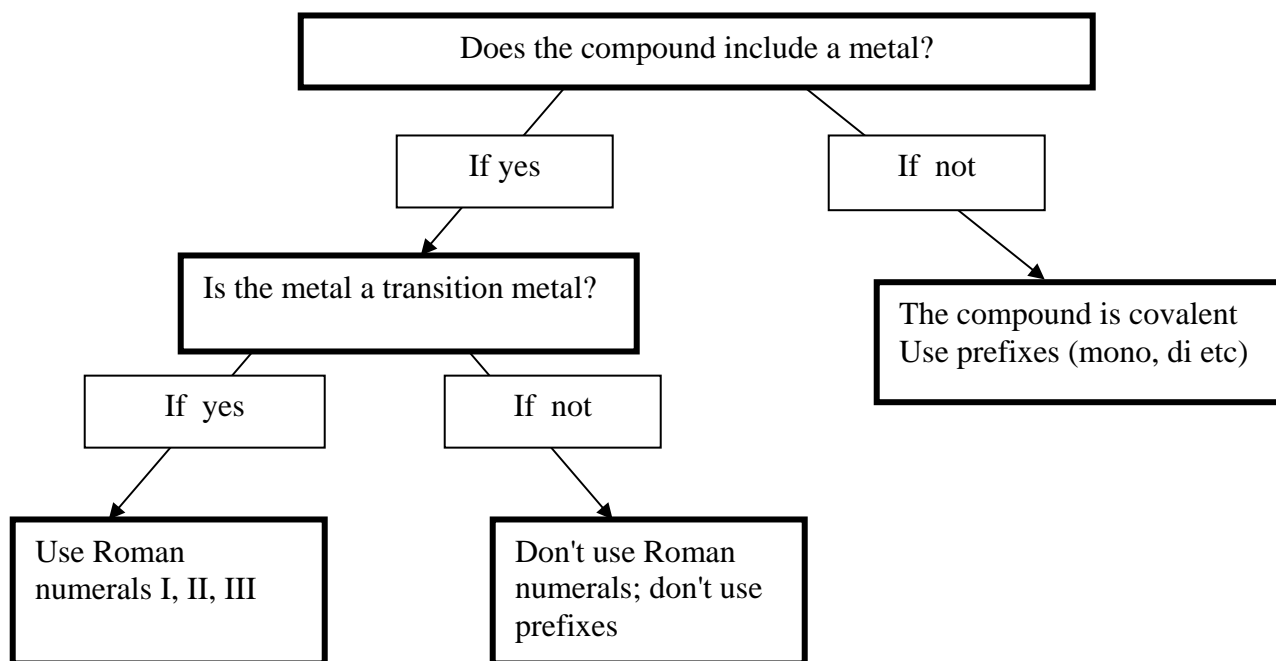 Does the compound include a metal?
If yes
If not
Is the metal a transition metal?
The compound is covalent
Use prefixes (mono, di etc)
If yes
If not
Use Roman
numerals I, II, III
Don't use Roman
numerals; don't use
prefixes